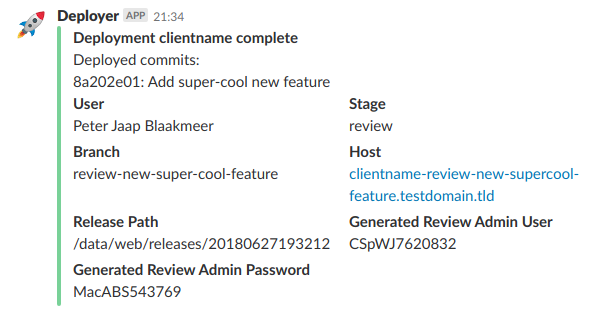 Deployer APP 21:34
Deployment clientname complete
Deployed commits:
8a202e01: Add super-cool new feature
User
Peter Jaap Blaakmeer
Stage
review
Branch
review-new-super-cool-feature
Host
clientname-review-new-supercool-
feature.testdomain.tld
Release Path
/data/web/releases/20180627193212
Generated Review Admin User
CSpWJ7620832
Generated Review Admin Password
MacABS543769